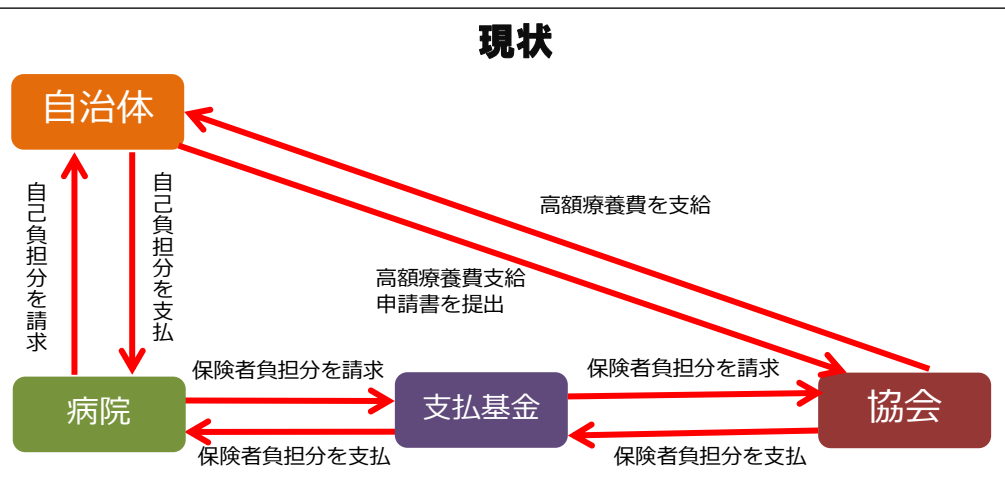 現状
自治体
自己負担分を請求
自己負担分を支払
高額療養費を支給
高額療養費支給
申請書を提出
保険者負担分を請求
保険者負担分を請求
病院
支払基金
協会
保険者負担分を支払
保険者負担分を支払